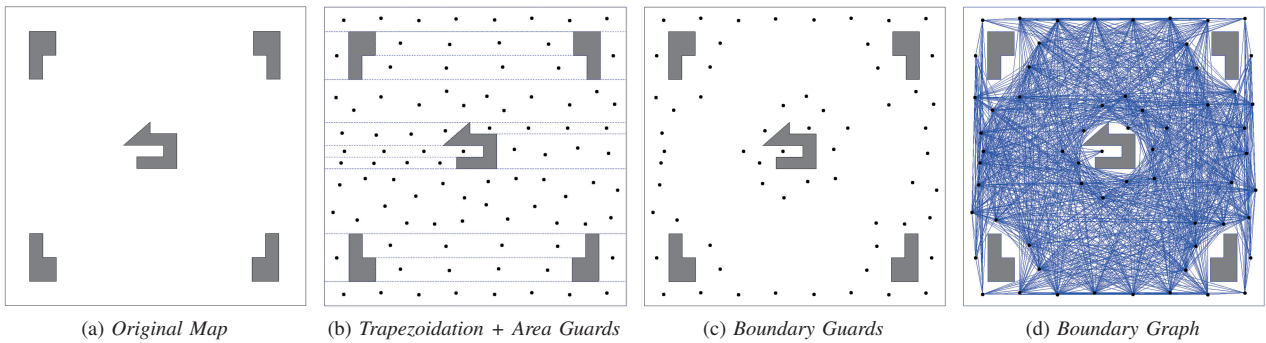 (a) Original Map
(b) Trapezoidation + Area Guards
(c) Boundary Guards
(d) Boundary Graph